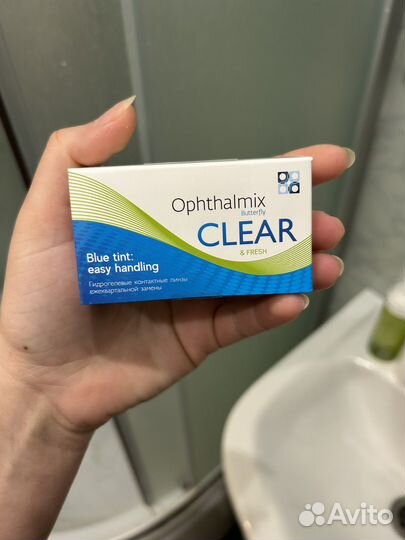 Ophthalmix
Butterfly
CLEAR
& FRESH
Blue tint:
easy handling
Гидрогелевые контактные линзы
ежеквартальной замены
Avito